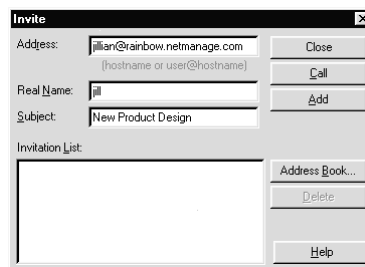 Invite
Address: jillian@rainbow.netmanage.com
(hostname or user@hostname)
Real Name: jill
Subject: New Product Design
Invitation List:
Close
Call
Add
Address Book...
Delete
Help